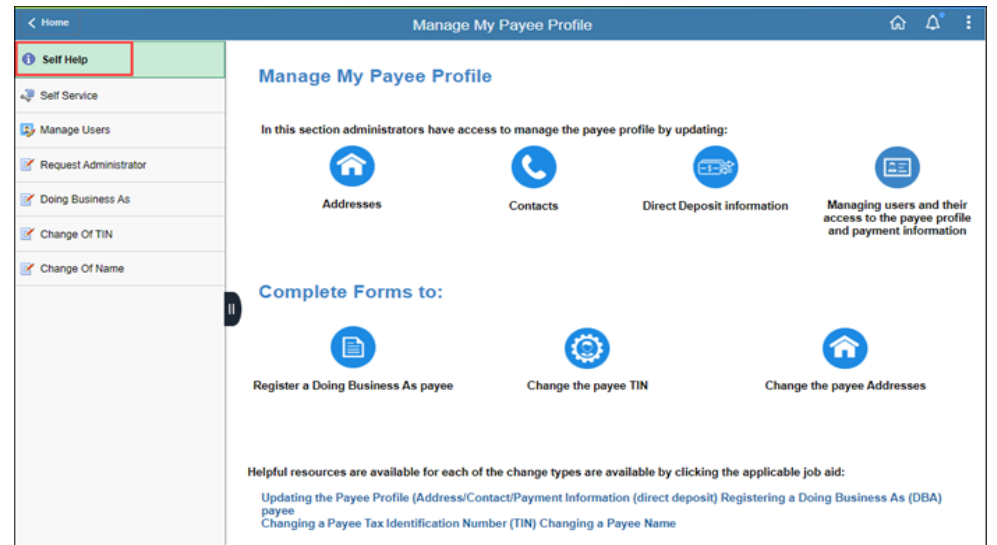 Home
Manage My Payee Profile
Self Help
Self Service
Manage Users
Request Administrator
Doing Business As
Change Of TIN
Change Of Name
Manage My Payee Profile
In this section administrators have access to manage the payee profile by updating:
Addresses
Contacts
Direct Deposit information
Managing users and their
access to the payee profile
and payment information
Complete Forms to:
Register a Doing Business As payee
Change the payee TIN
Change the payee Addresses
Helpful resources are available for each of the change types are available by clicking the applicable job aid:
Updating the Payee Profile (Address/Contact/Payment Information (direct deposit) Registering a Doing Business As (DBA)
payee
Changing a Payee Tax Identification Number (TIN) Changing a Payee Name